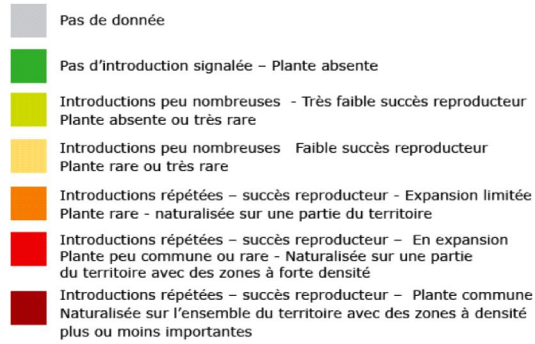 Pas de donnée
Pas d'introduction signalée – Plante absente
Introductions peu nombreuses - Très faible succès reproducteur
Plante absente ou très rare
Introductions peu nombreuses Faible succès reproducteur
Plante rare ou très rare
Introductions répétées – succès reproducteur - Expansion limitée
Plante rare - naturalisée sur une partie du territoire
Introductions répétées – succès reproducteur – En expansion
Plante peu commune ou rare - Naturalisée sur une partie
du territoire avec des zones à forte densité
Introductions répétées – succès reproducteur – Plante commune
Naturalisée sur l'ensemble du territoire avec des zones à densité
plus ou moins importantes